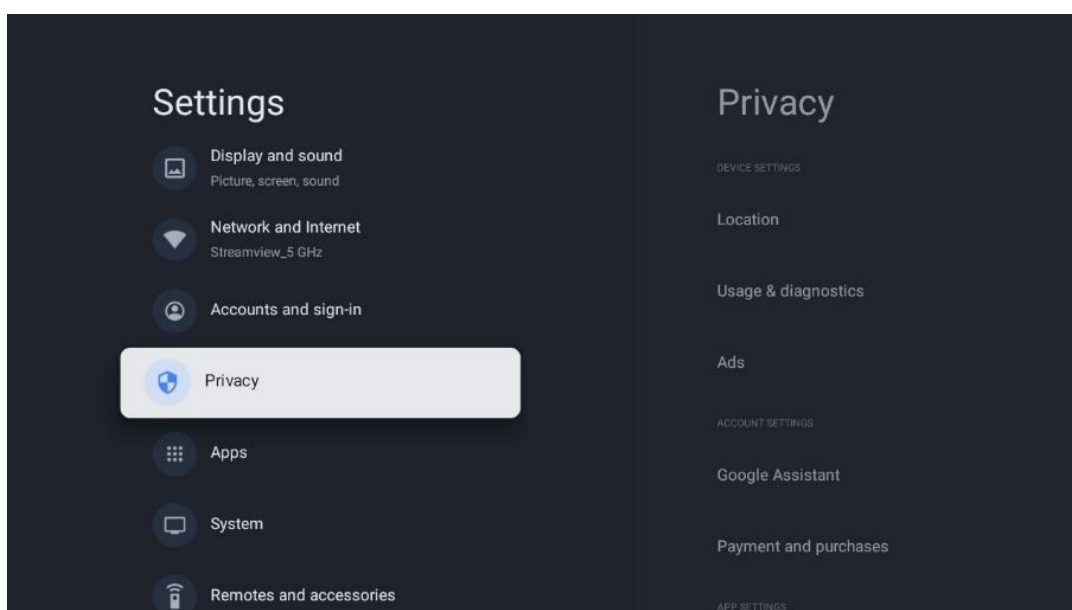 Settings
Display and sound
Picture, screen, sound
Network and Internet
Streamview_5 GHz
Accounts and sign-in
Privacy
Apps
System
Remotes and accessories
Privacy
DEVICE SETTINGS
Location
Usage & diagnostics
Ads
ACCOUNT SETTINGS
Google Assistant
Payment and purchases
APP SETTINGS